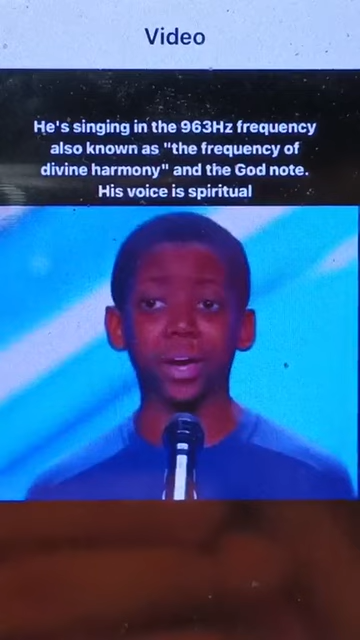 Video
He's singing in the 963Hz frequency
also known as "the frequency of
divine harmony" and the God note.
His voice is spiritual